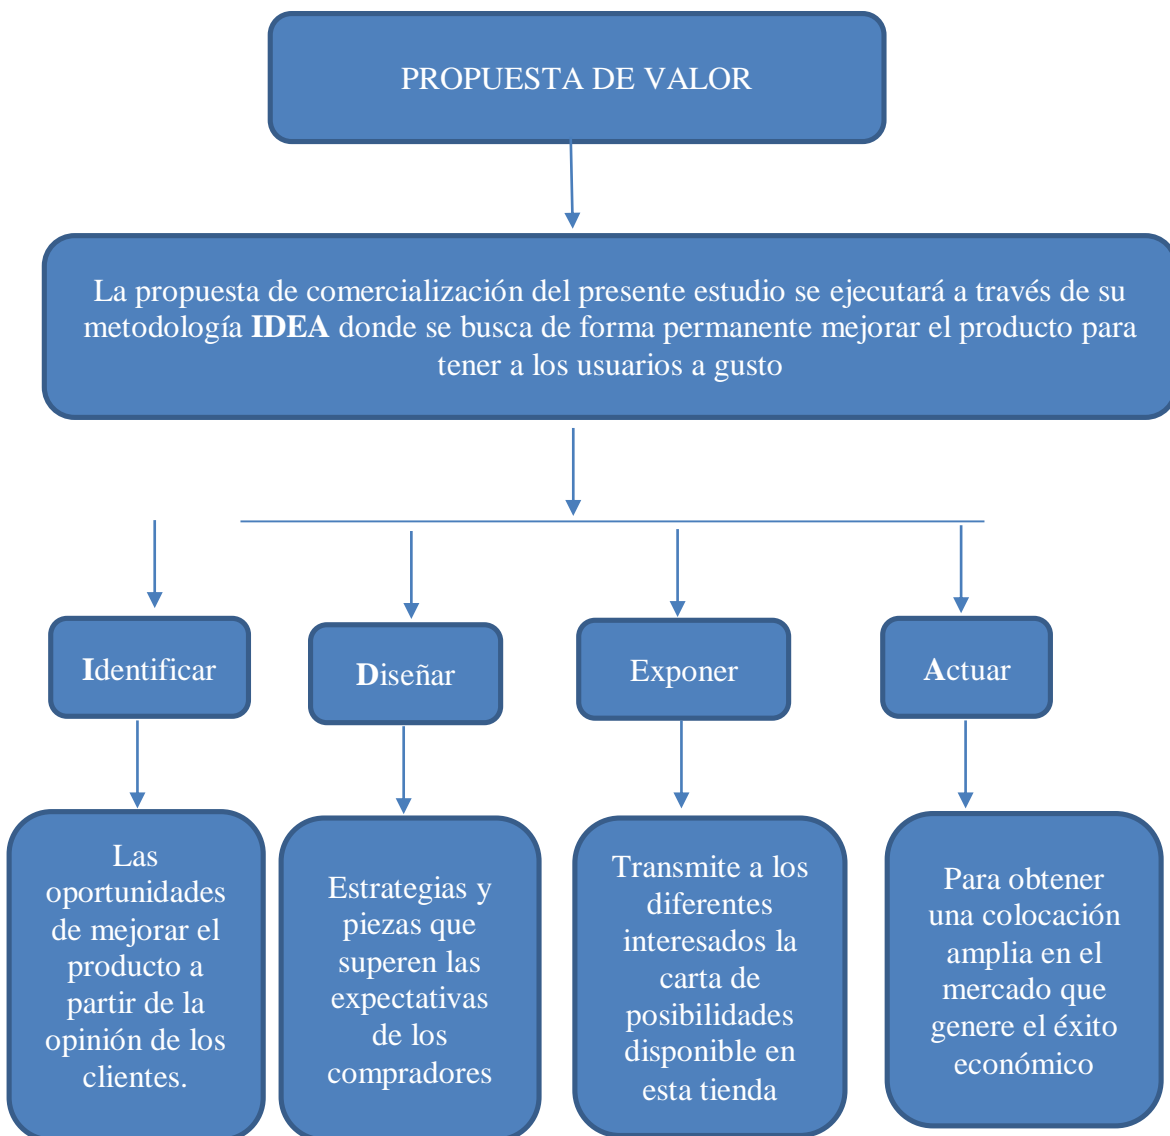 PROPUESTA DE VALOR
La propuesta de comercialización del presente estudio se ejecutará a través de su
metodología IDEA donde se busca de forma permanente mejorar el producto para
tener a los usuarios a gusto
Identificar
Diseñar
Exponer
Actuar
Las
oportunidades
de mejorar el
producto a
partir de la
opinión de los
clientes.
Estrategias y
piezas que
superen las
expectativas
de los
compradores
Transmite a los
diferentes
interesados la
carta de
posibilidades
disponible en
esta tienda
Para obtener
una colocación
amplia en el
mercado que
genere el éxito
económico